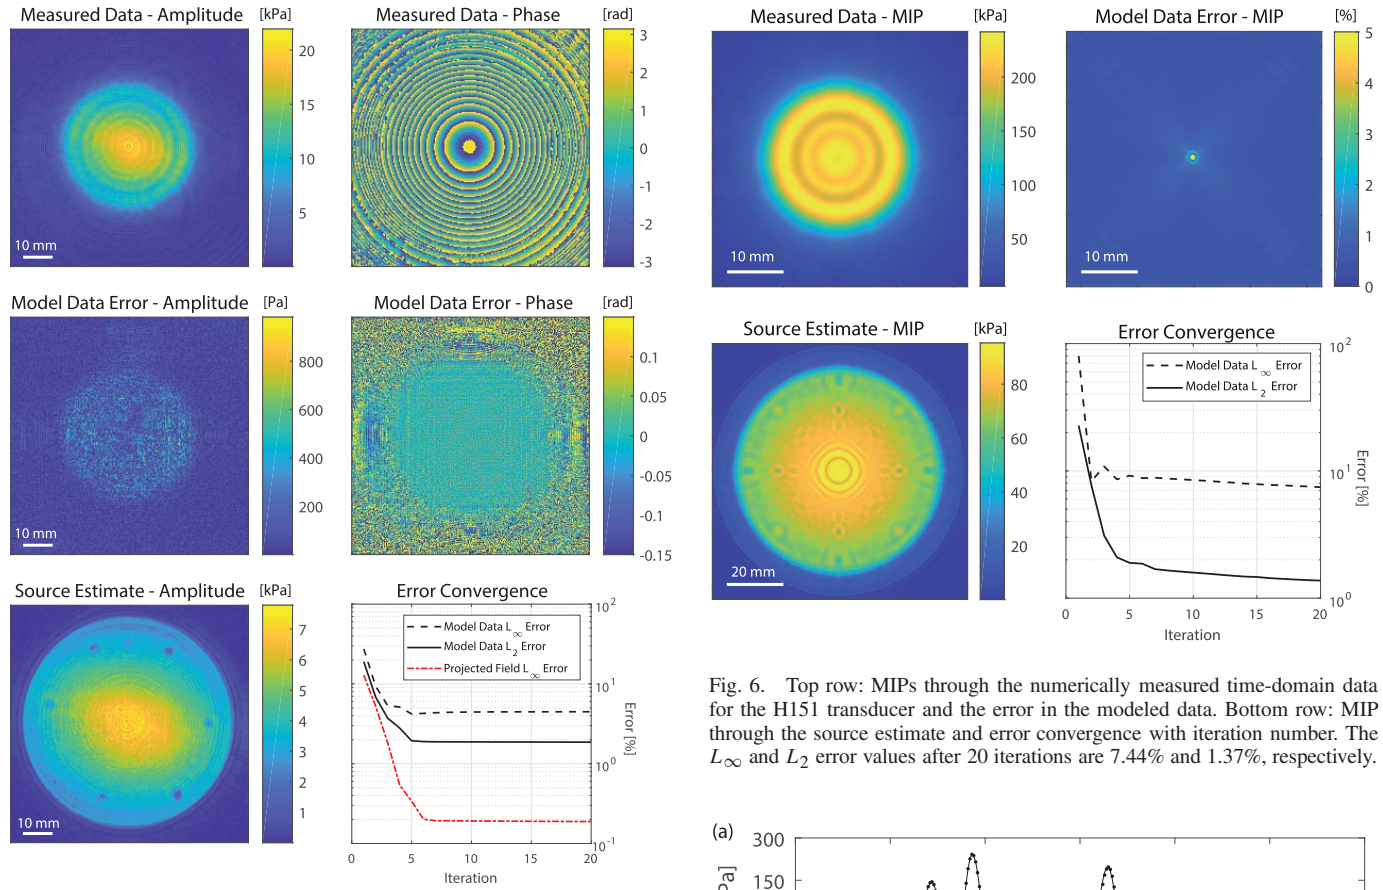 Measured Data - Amplitude [kPa]
20
15
10
5
10 mm
Measured Data - Phase [rad]
3
2
1
0
-1
-2
-3
Model Data Error - Amplitude [Pa]
800
600
400
200
10 mm
Model Data Error - Phase [rad]
0.1
0.05
0
-0.05
-0.1
-0.15
Source Estimate - Amplitude [kPa]
7
6
5
4
3
2
1
10 mm
Error Convergence
Model Data L∞ Error
Model Data L2 Error
Projected Field L∞ Error
10^2
10^1
10^0
10^-1
Error [%]
0 5 10 15 20
Iteration
Measured Data - MIP [kPa]
200
150
100
50
10 mm
Model Data Error - MIP [%]
5
4
3
2
1
0
10 mm
Source Estimate - MIP [kPa]
80
60
40
20
20 mm
Error Convergence
Model Data L∞ Error
Model Data L2 Error
10^2
10^1
10^0
Error [%]
0 5 10 15 20
Iteration
Fig. 6. Top row: MIPs through the numerically measured time-domain data
for the H151 transducer and the error in the modeled data. Bottom row: MIP
through the source estimate and error convergence with iteration number. The
L∞ and L2 error values after 20 iterations are 7.44% and 1.37%, respectively.
(a)
300
150
Pa]